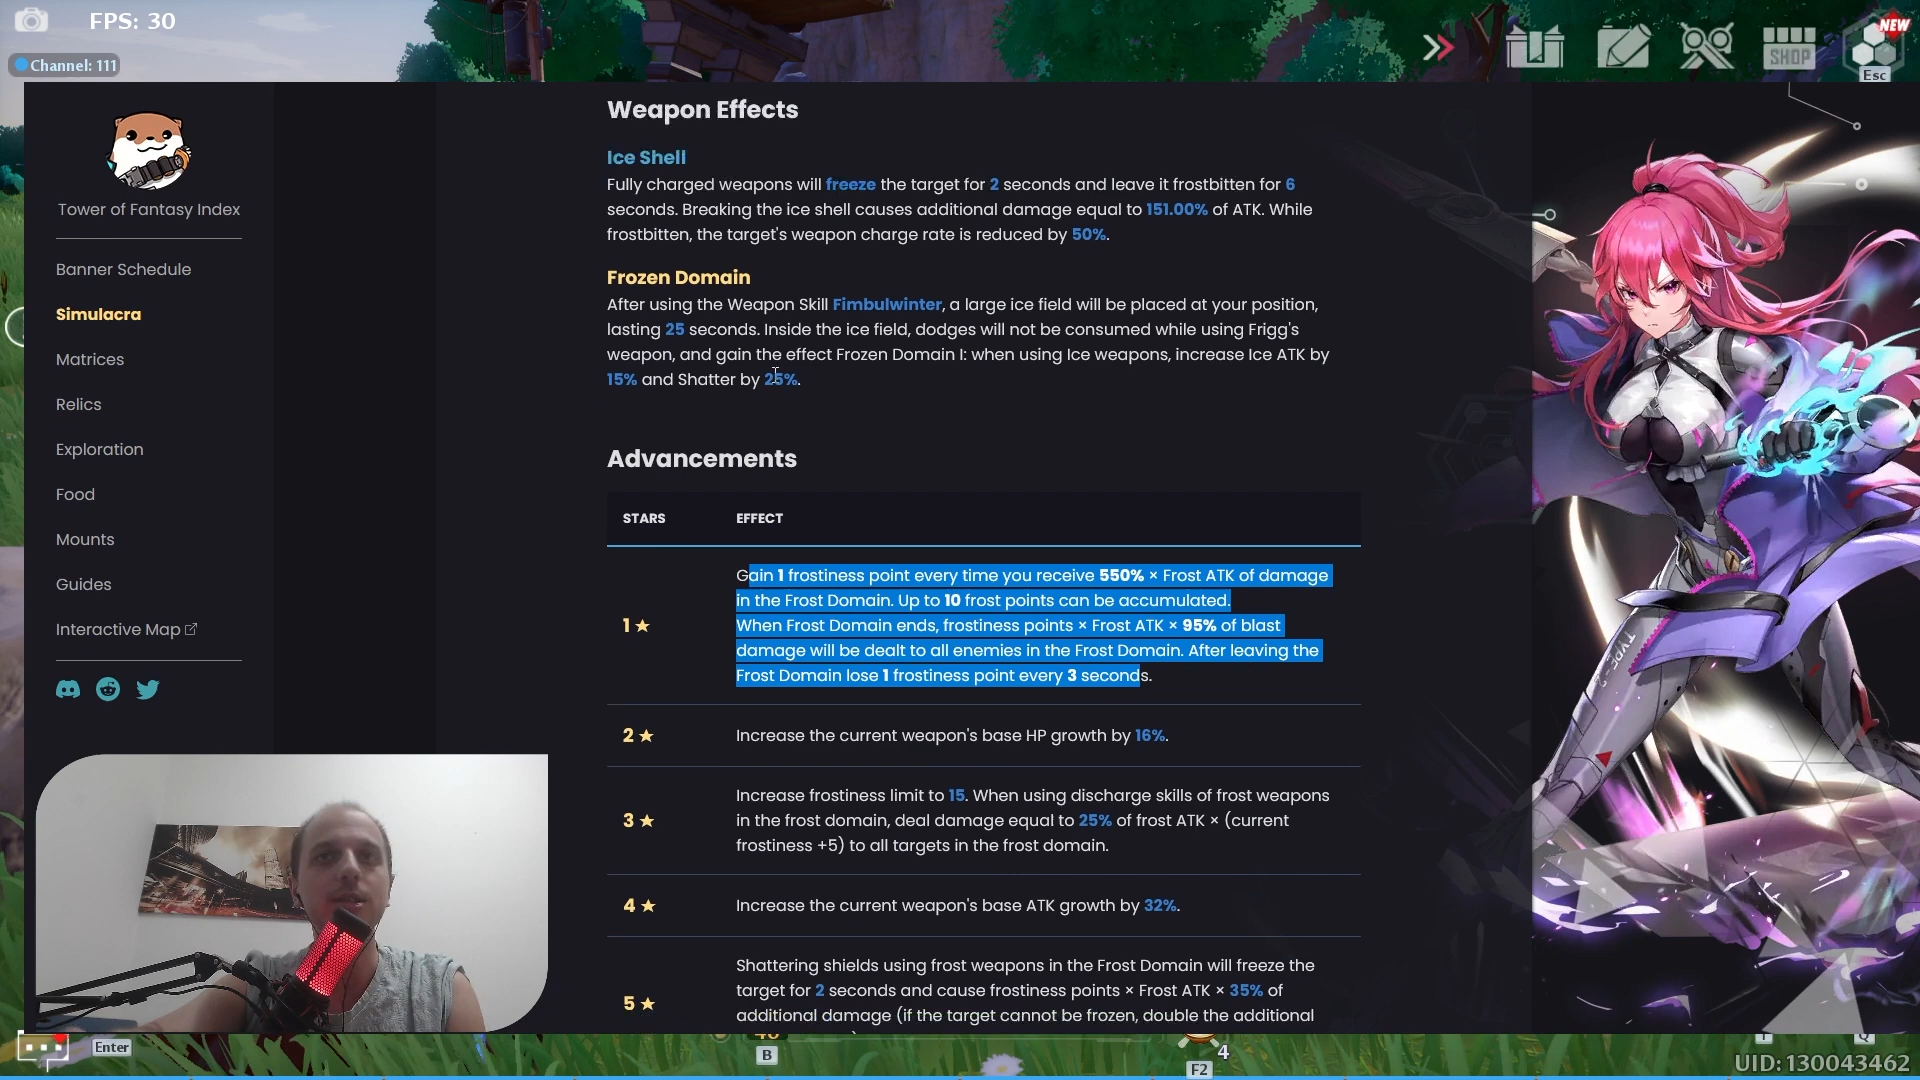 FPS: 30
Channel: 111
NEW
SHOP
Esc
Tower of Fantasy Index
Banner Schedule
Simulacra
Matrices
Relics
Exploration
Food
Mounts
Guides
Interactive Map
Weapon Effects
Ice Shell
Fully charged weapons will freeze the target for 2 seconds and leave it frostbitten for 6
seconds. Breaking the ice shell causes additional damage equal to 151.00% of ATK. While
frostbitten, the target's weapon charge rate is reduced by 50%.
Frozen Domain
After using the Weapon Skill Fimbulwinter, a large ice field will be placed at your position,
lasting 25 seconds. Inside the ice field, dodges will not be consumed while using Frigg's
weapon, and gain the effect Frozen Domain I: when using Ice weapons, increase Ice ATK by
15% and Shatter by 25%.
Advancements
STARS EFFECT
Gain 1 frostiness point every time you receive 550% × Frost ATK of damage
in the Frost Domain. Up to 10 frost points can be accumulated.
1 ★ When Frost Domain ends, frostiness points × Frost ATK × 95% of blast
damage will be dealt to all enemies in the Frost Domain. After leaving the
Frost Domain lose 1 frostiness point every 3 seconds.
2 ★ Increase the current weapon's base HP growth by 16%.
Increase frostiness limit to 15. When using discharge skills of frost weapons
3 ★ in the frost domain, deal damage equal to 25% of frost ATK × (current
frostiness +5) to all targets in the frost domain.
4 ★ Increase the current weapon's base ATK growth by 32%.
Shattering shields using frost weapons in the Frost Domain will freeze the
5 ★ target for 2 seconds and cause frostiness points × Frost ATK × 35% of
additional damage (if the target cannot be frozen, double the additional
Enter
B
4
F2
UID: 130043462